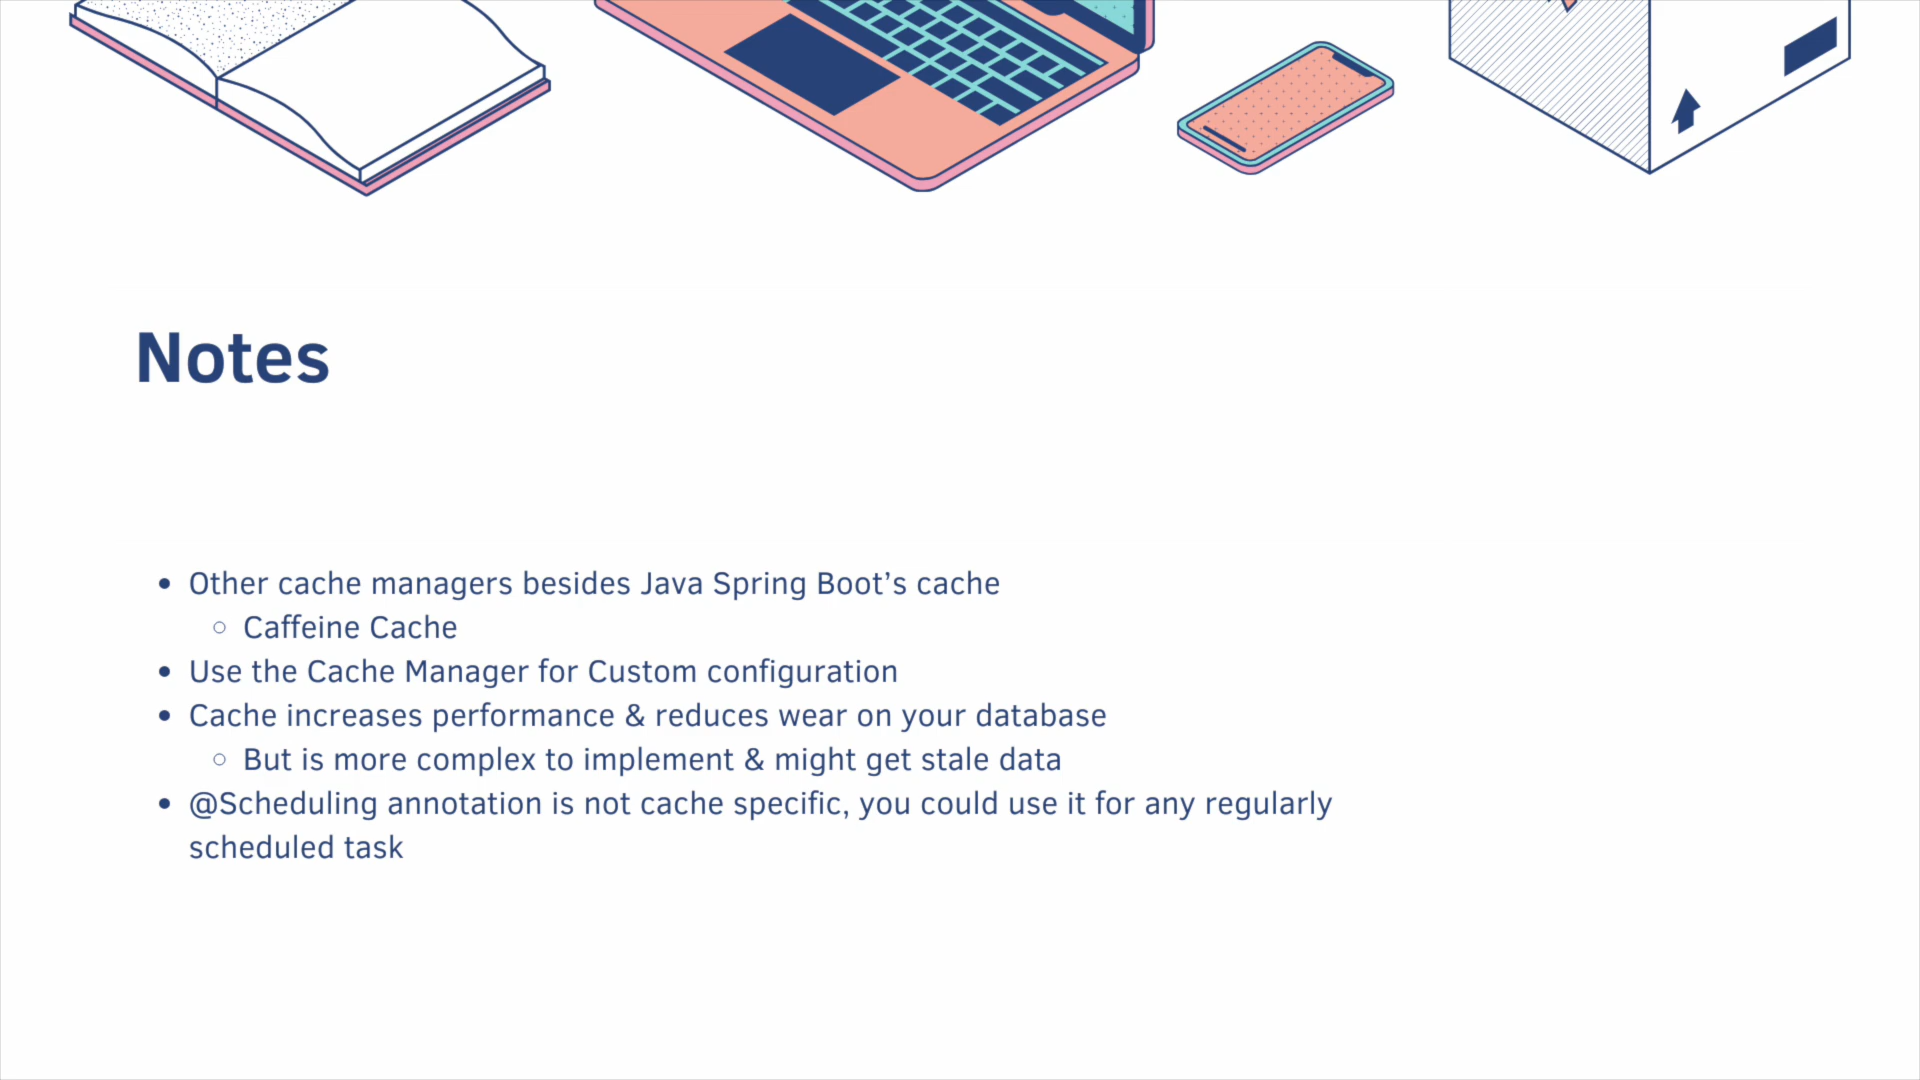 Notes
• Other cache managers besides Java Spring Boot’s cache
○ Caffeine Cache
• Use the Cache Manager for Custom configuration
• Cache increases performance & reduces wear on your database
○ But is more complex to implement & might get stale data
• @Scheduling annotation is not cache specific, you could use it for any regularly
scheduled task